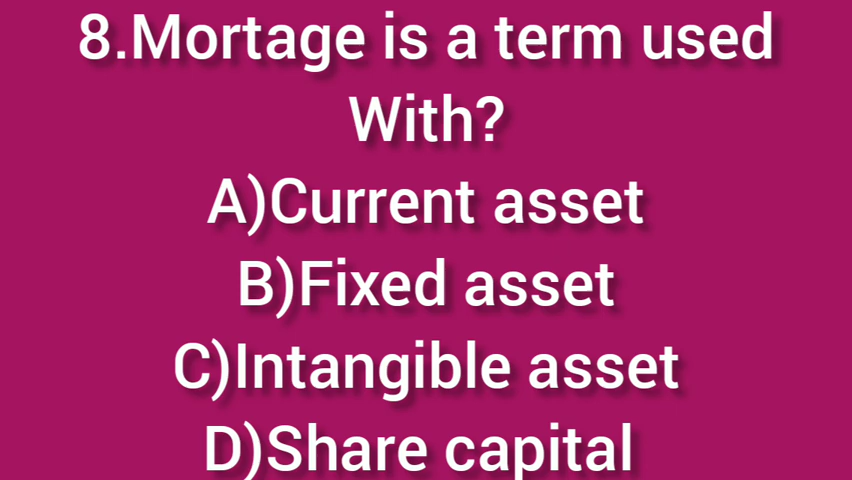 8.Mortage is a term used
With?
A)Current asset
B)Fixed asset
C)Intangible asset
D)Share capital